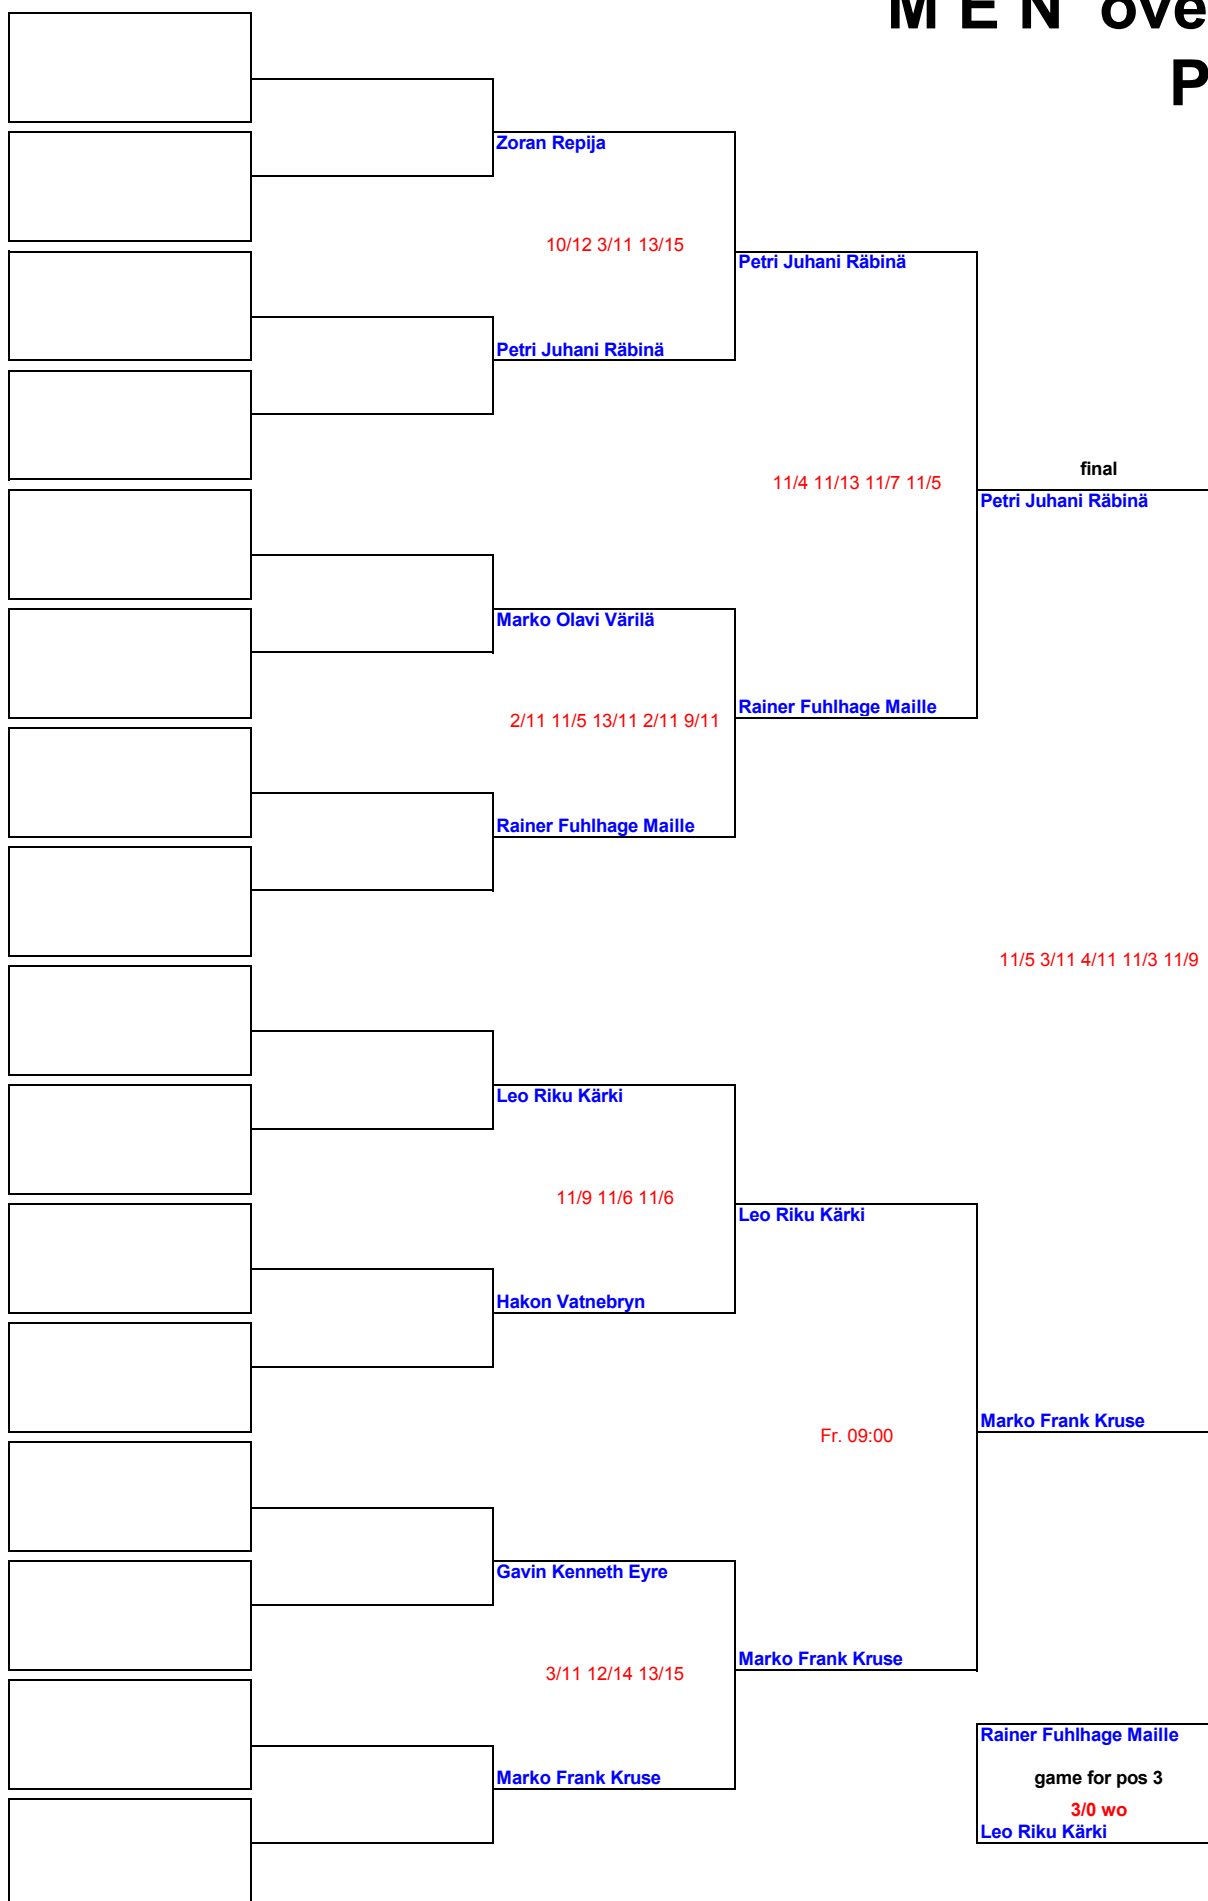 M E N ove
P
Zoran Repija
10/12 3/11 13/15
Petri Juhani Räbinä
Petri Juhani Räbinä
final
11/4 11/13 11/7 11/5
Petri Juhani Räbinä
Marko Olavi Värilä
Rainer Fuhlhage Maille
2/11 11/5 13/11 2/11 9/11
Rainer Fuhlhage Maille
11/5 3/11 4/11 11/3 11/9
Leo Riku Kärki
11/9 11/6 11/6
Leo Riku Kärki
Hakon Vatnebryn
Marko Frank Kruse
Fr. 09:00
Gavin Kenneth Eyre
Marko Frank Kruse
3/11 12/14 13/15
Rainer Fuhlhage Maille
Marko Frank Kruse
game for pos 3
3/0 wo
Leo Riku Kärki